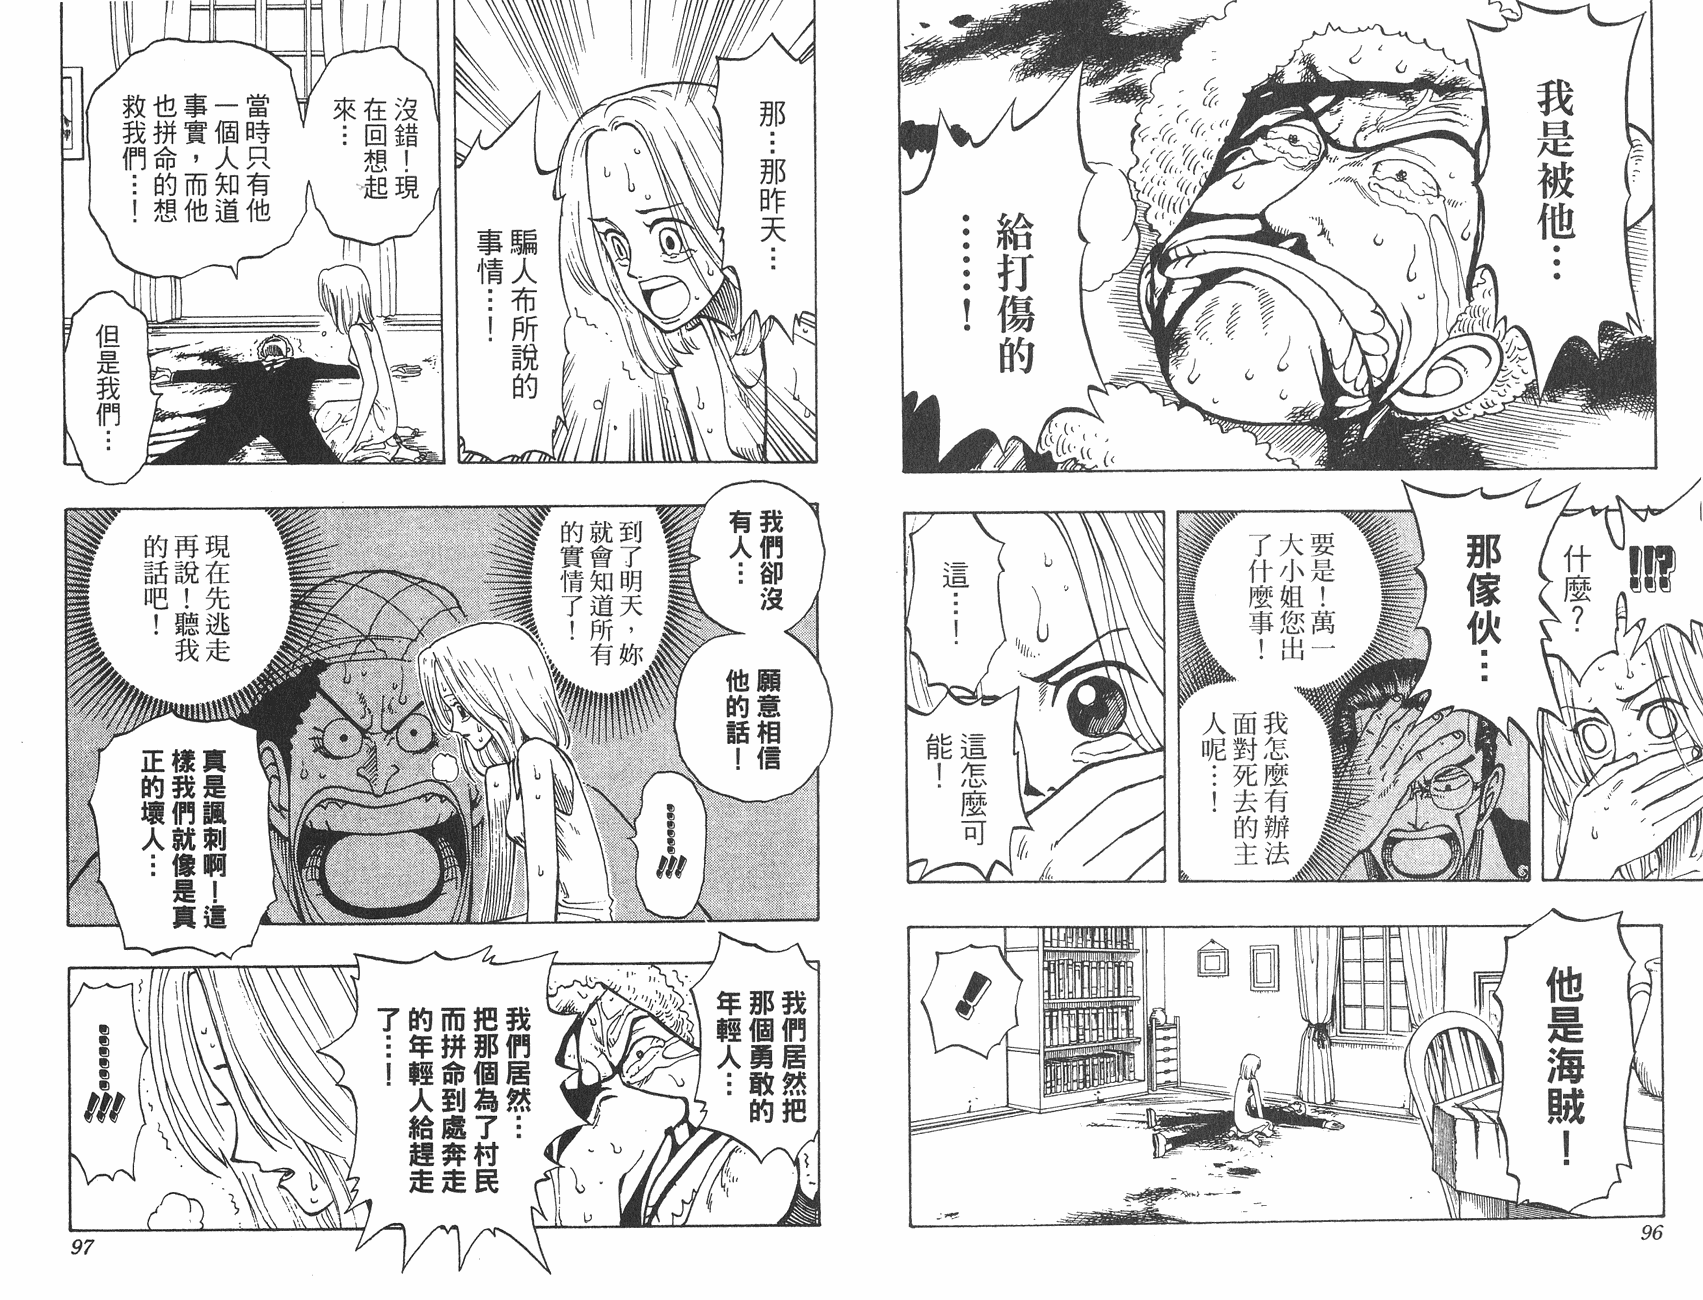 我是被他…
給打傷的
……！
!!!?
什麼？
那傢伙…
要是！萬一
大小姐您出
了什麼事！
我怎麼有辦法
面對死去的主
人呢…！
這…！
這怎麼可
能！
他是海賊！
！
96
那…那昨天…
騙人布所說的
事情…！
沒錯！現
在回想起
來…
當時只有他
一個人知道
事實，而他
也拼命的想
救我們…！
但是我們…
我們卻沒
有人…
願意相信
他的話！
到了明天，妳
就會知道所有
的實情了！
現在先逃走
再說！聽我
的話吧！
……!!!
真是諷刺啊！這
樣我們就像是真
正的壞人…
我們居然把
那個勇敢的
年輕人…
我們居然…
把那個為了村民
而拼命到處奔走
的年輕人給趕走
了…！
……!!!
97